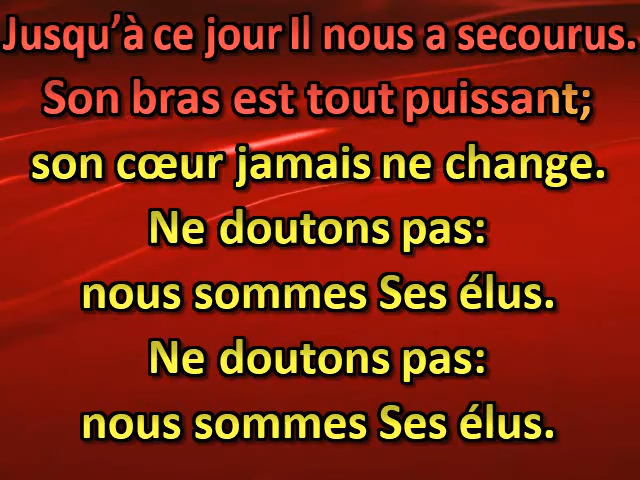 Jusqu’à ce jour Il nous a secourus.
Son bras est tout puissant;
son cœur jamais ne change.
Ne doutons pas:
nous sommes Ses élus.
Ne doutons pas:
nous sommes Ses élus.